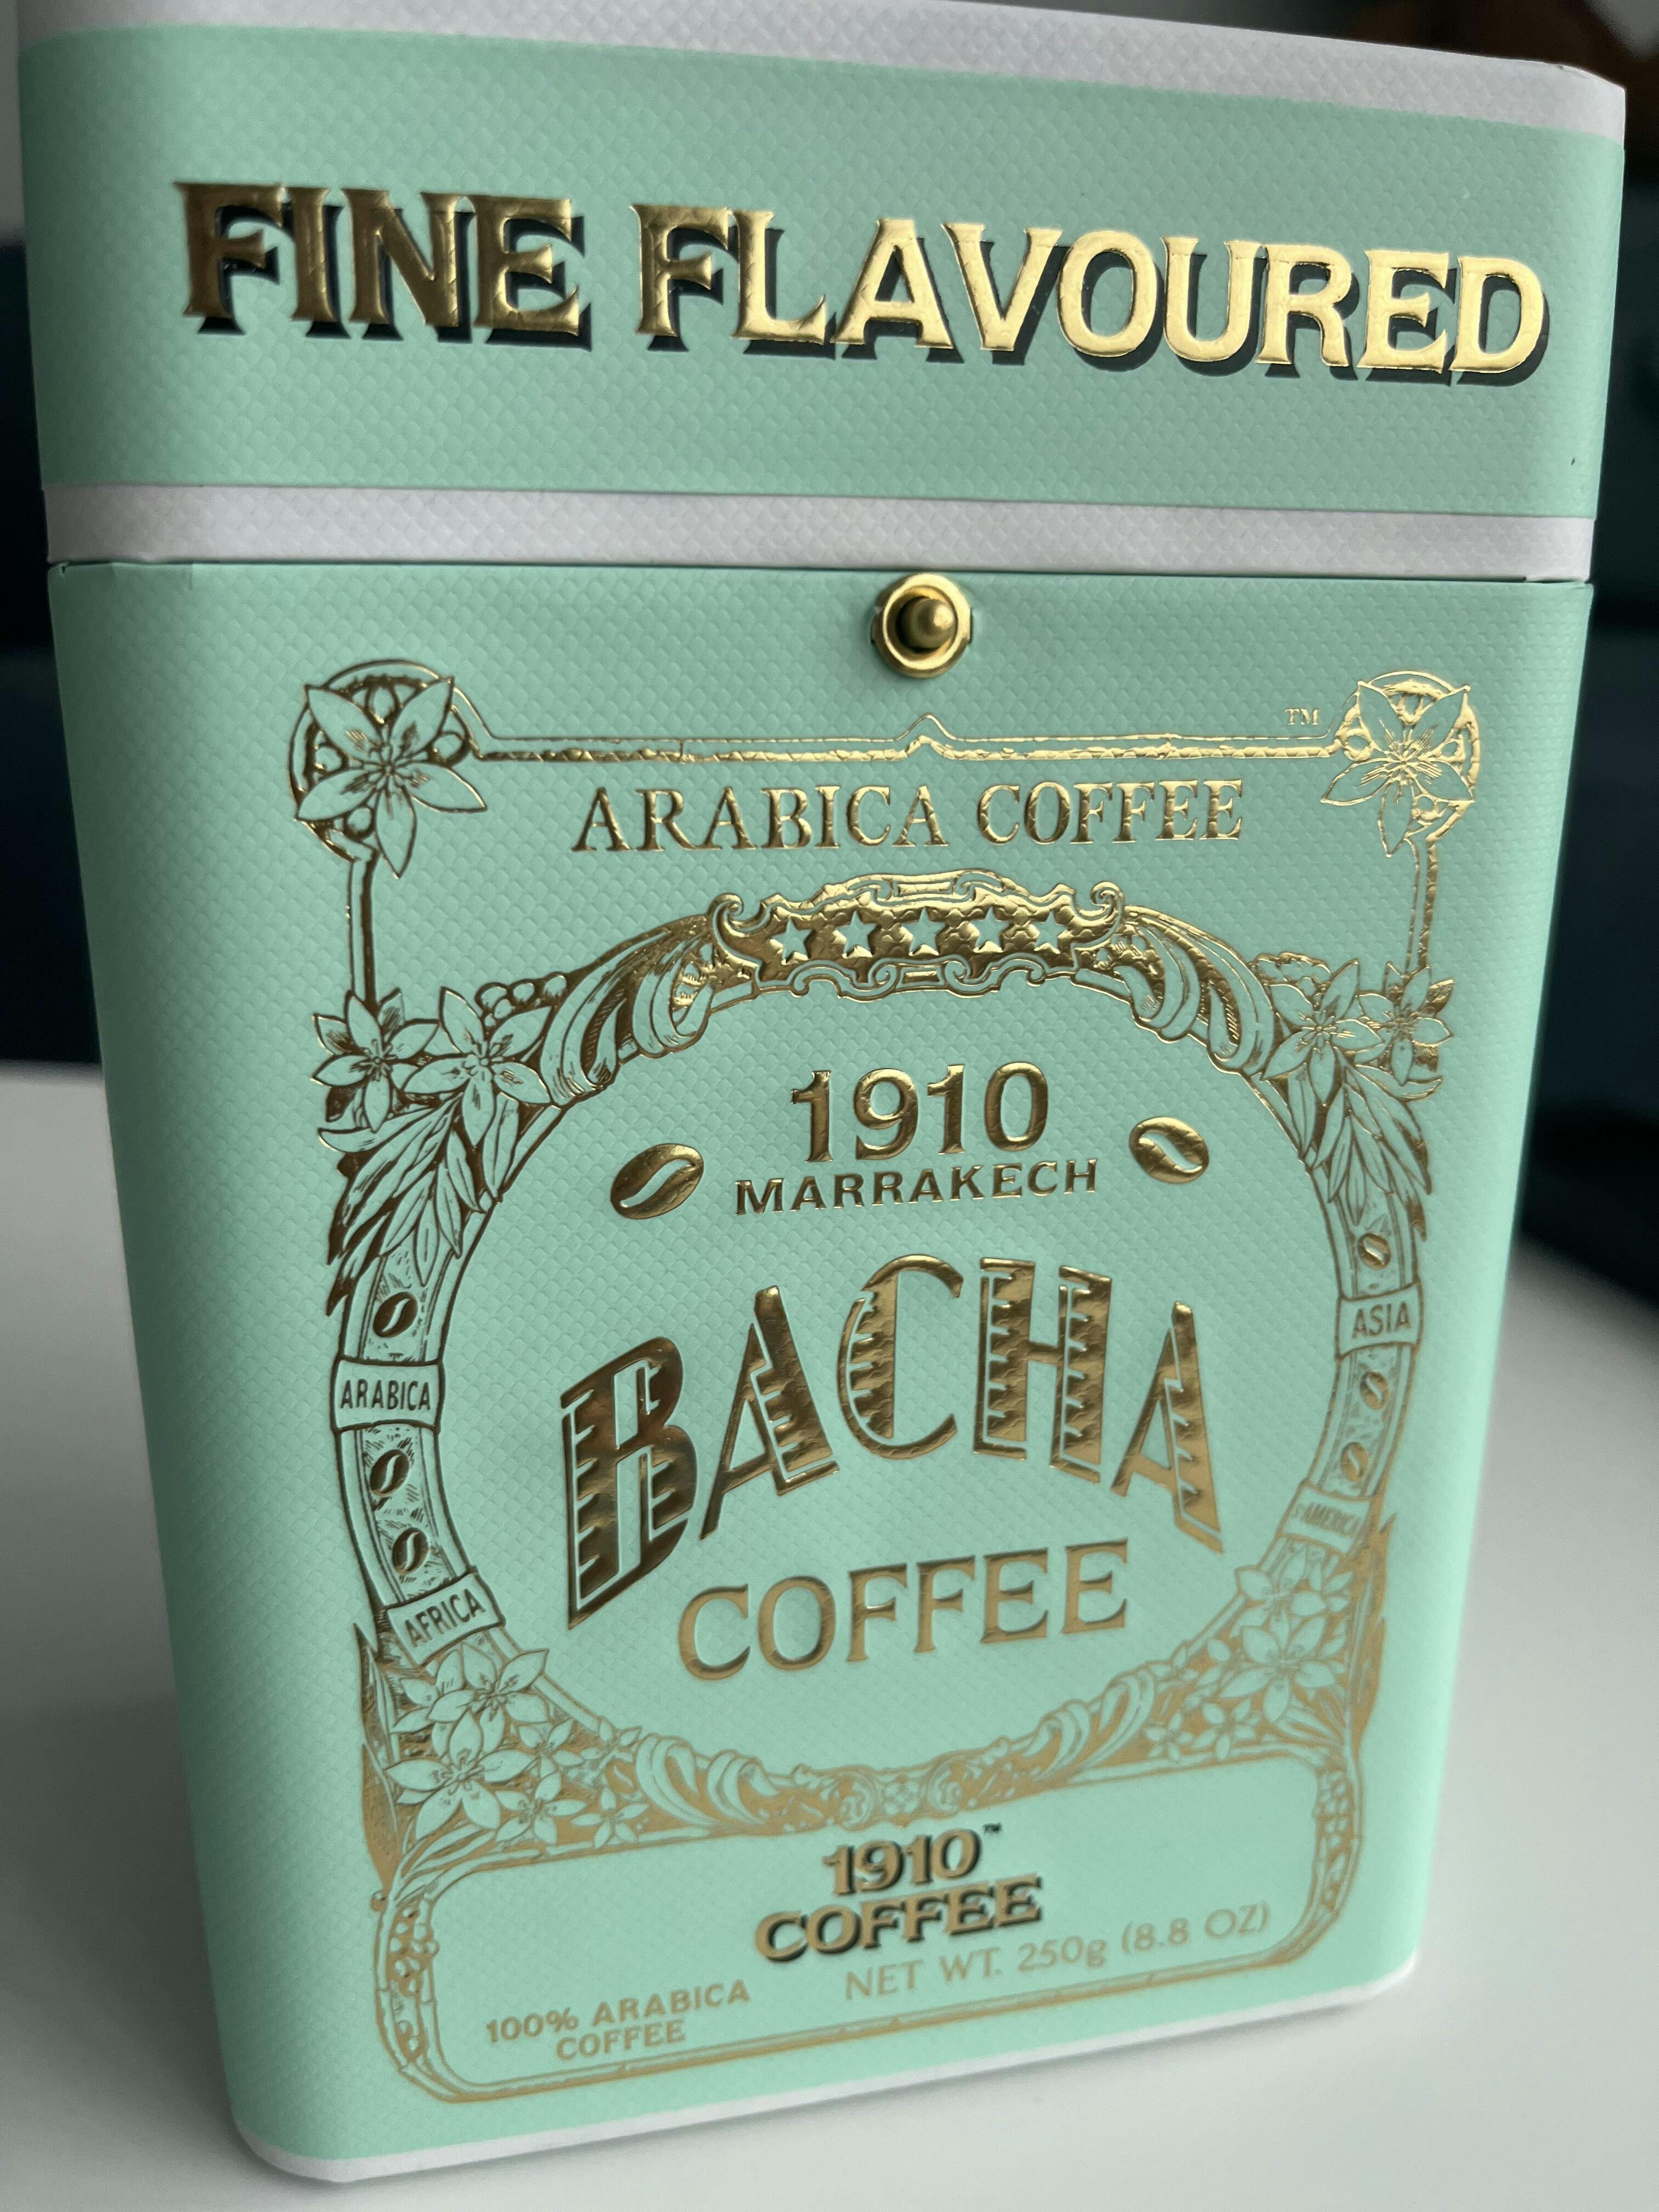 FINE FLAVOURED
TM
ARABICA COFFEE
1910
MARRAKECH
BACHA
COFFEE
ARABICA
AFRICA
ASIA
S·AMERICA
1910™
COFFEE
NET WT. 250g (8.8 OZ)
100% ARABICA
COFFEE